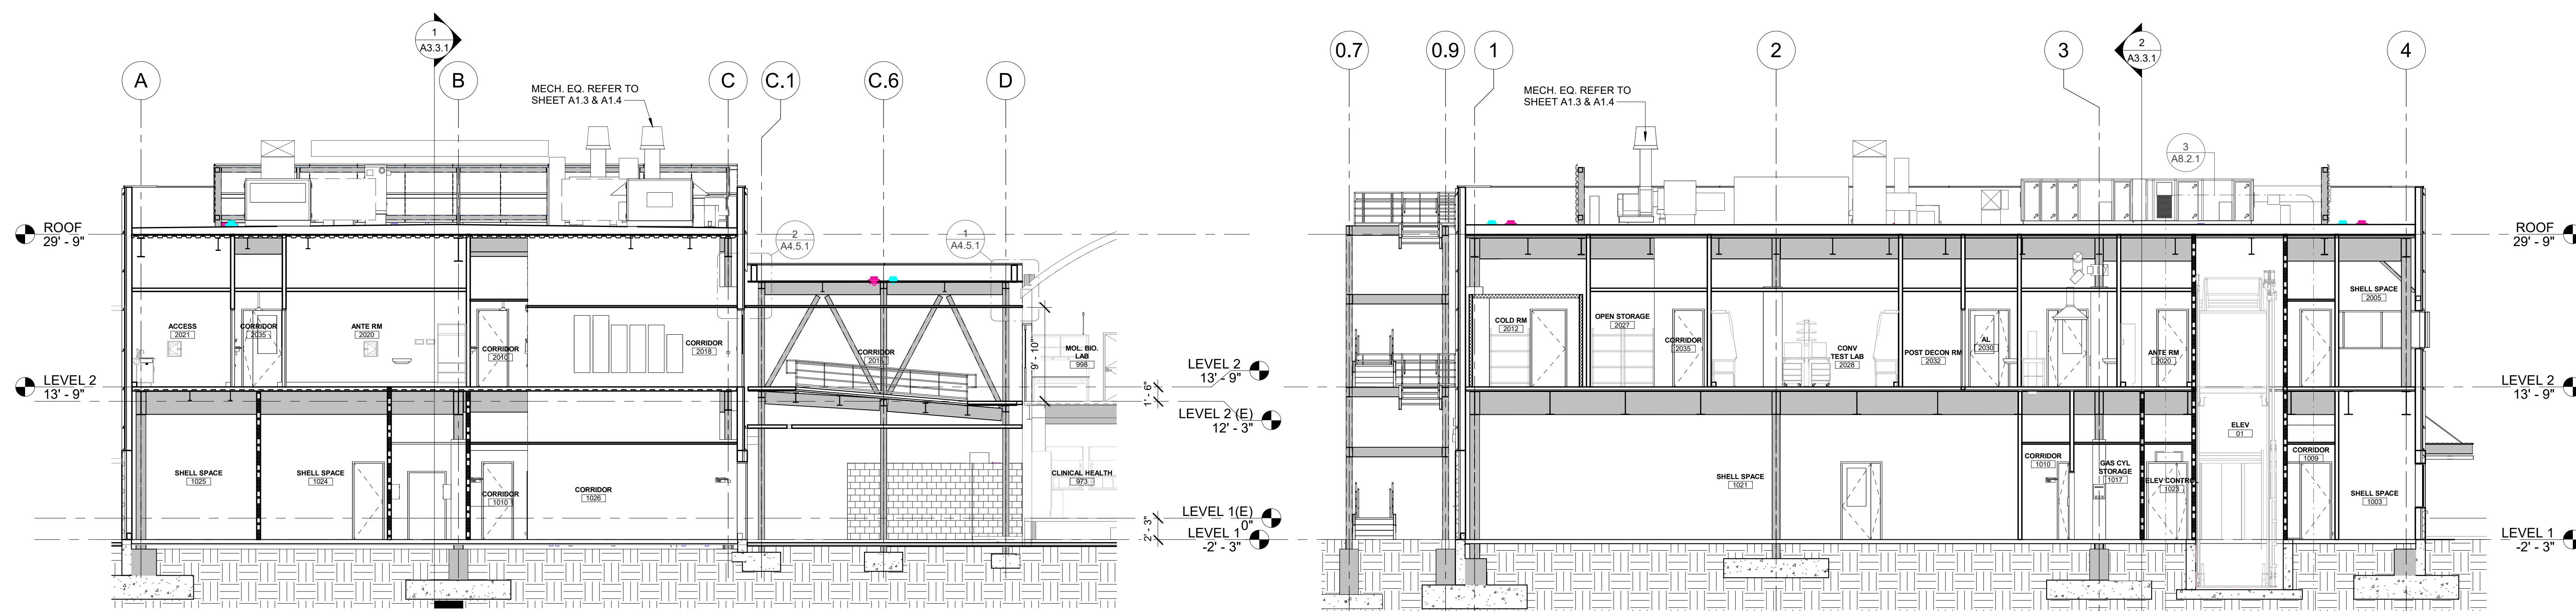 1
A3.3.1
A
B
C
C.1
C.6
D
MECH. EQ. REFER TO
SHEET A1.3 & A1.4
ROOF
29' - 9"
2
A4.5.1
1
A4.5.1
ACCESS
2021
CORRIDOR
2035
ANTE RM
2020
CORRIDOR
2010
CORRIDOR
2018
CORRIDOR
MOL. BIO.
LAB
998
9' - 10"
LEVEL 2
13' - 9"
LEVEL 2
13' - 9"
1' - 6"
LEVEL 2 (E)
12' - 3"
SHELL SPACE
1025
SHELL SPACE
1024
CORRIDOR
1010
CORRIDOR
1026
CLINICAL HEALTH
973
LEVEL 1(E)
0"
2' - 3"
LEVEL 1
-2' - 3"
0.7
0.9
1
2
3
2
A3.3.1
4
MECH. EQ. REFER TO
SHEET A1.3 & A1.4
3
A8.2.1
ROOF
29' - 9"
COLD RM
2012
OPEN STORAGE
2027
CORRIDOR
2035
CONV
TEST LAB
2028
POST DECON RM
2032
AL
2030
ANTE RM
2020
SHELL SPACE
2005
LEVEL 2
13' - 9"
ELEV
01
SHELL SPACE
1021
CORRIDOR
1010
GAS CYL
STORAGE
1017
ELEV CONTROL
1023
CORRIDOR
1009
SHELL SPACE
1003
LEVEL 1
-2' - 3"